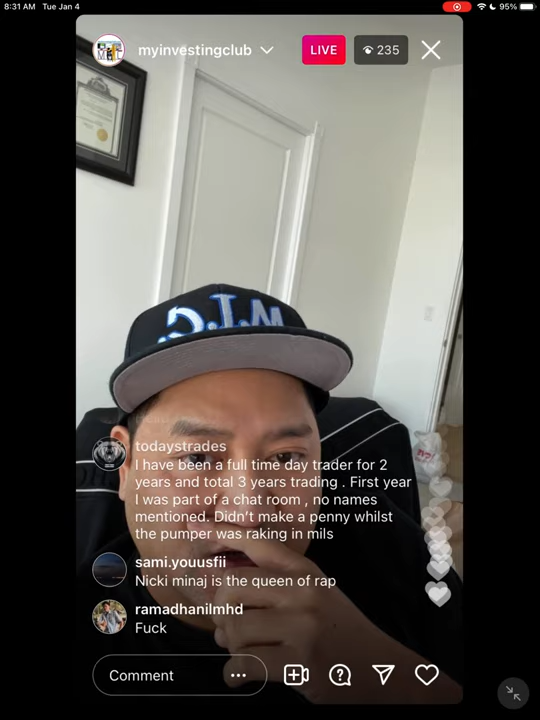 8:31 AM Tue Jan 4
95%
myinvestingclub
LIVE
235
M.I.C.
todaystrades
I have been a full time day trader for 2
years and total 3 years trading . First year
I was part of a chat room , no names
mentioned. Didn't make a penny whilst
the pumper was raking in mils
sami.yousfii
Nicki minaj is the queen of rap
ramadhanilmhd
Fuck
Comment